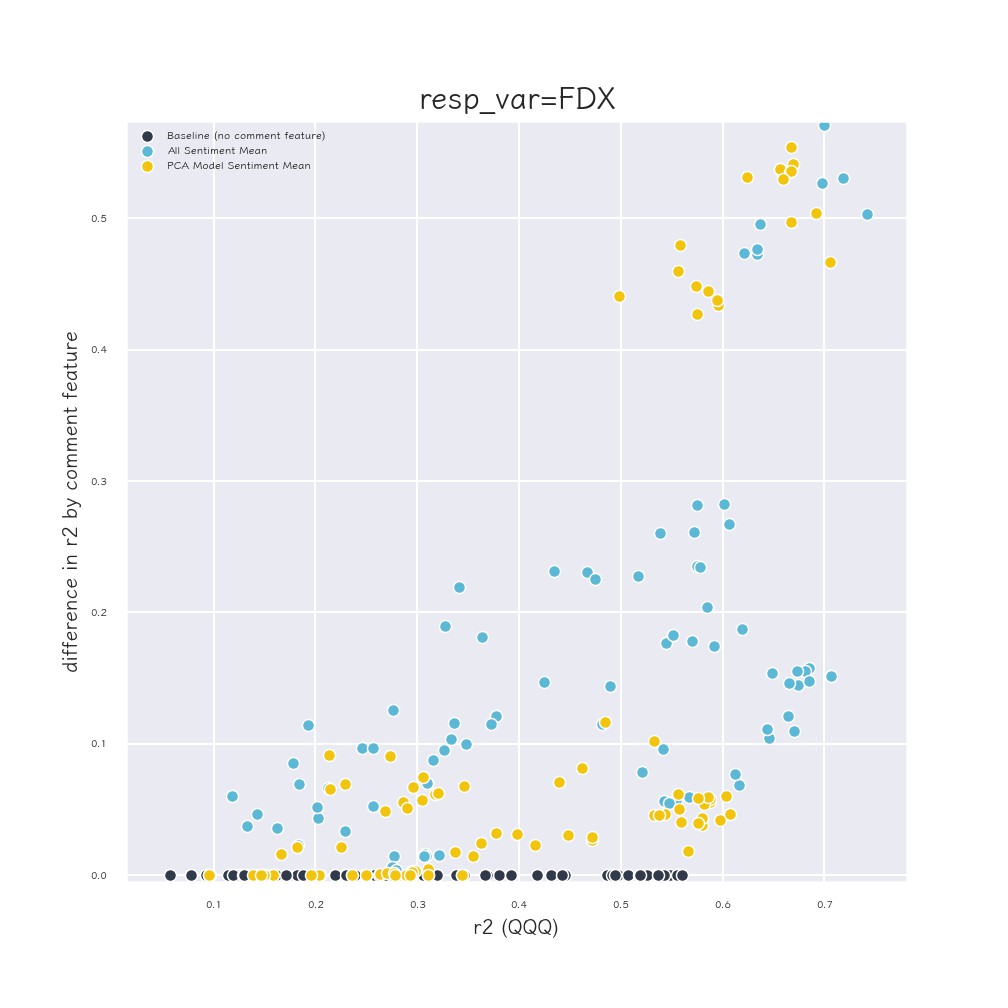 resp_var=FDX
Baseline (no comment feature)
All Sentiment Mean
PCA Model Sentiment Mean
difference in r2 by comment feature
0.5
0.4
0.3
0.2
0.1
0.0
0.1 0.2 0.3 0.4 0.5 0.6 0.7
r2 (QQQ)